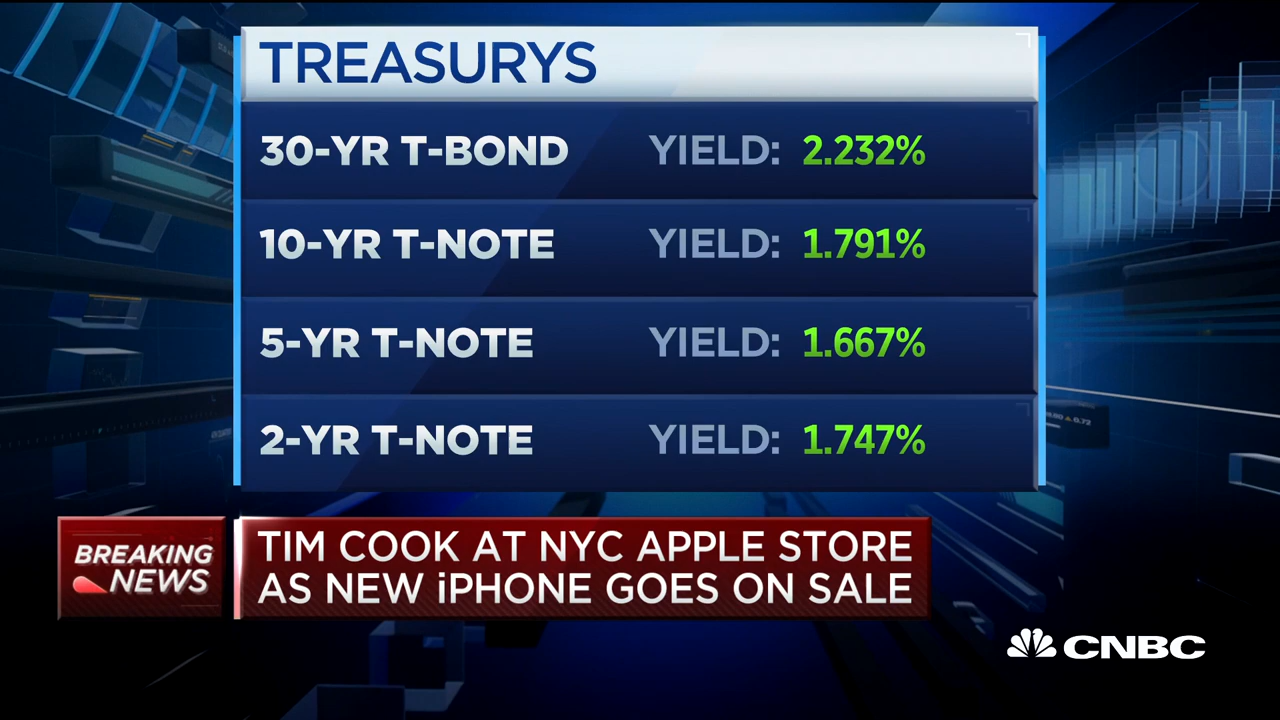 TREASURYS
30-YR T-BOND YIELD: 2.232%
10-YR T-NOTE YIELD: 1.791%
5-YR T-NOTE YIELD: 1.667%
2-YR T-NOTE YIELD: 1.747%
BREAKING
NEWS
TIM COOK AT NYC APPLE STORE
AS NEW iPHONE GOES ON SALE
CNBC